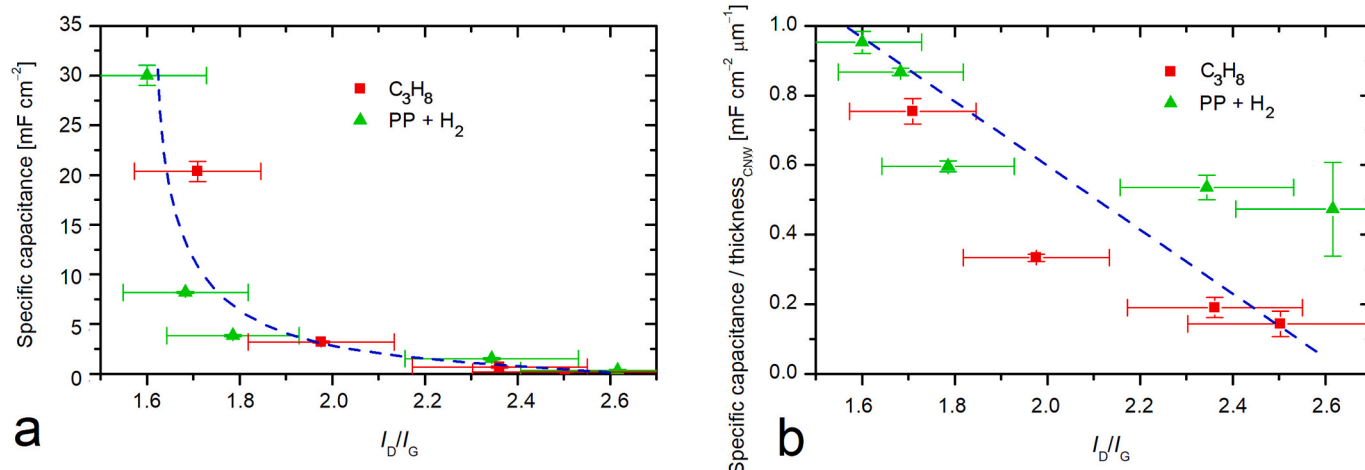 Specific capacitance [mF cm⁻²]
35
30
25
20
15
10
5
0
C₃H₈
PP + H₂
1.6 1.8 2.0 2.2 2.4 2.6
I_D/I_G
a
Specific capacitance / thickness_CNW [mF cm⁻² μm⁻¹]
1.0
0.8
0.6
0.4
0.2
0.0
C₃H₈
PP + H₂
1.6 1.8 2.0 2.2 2.4 2.6
I_D/I_G
b